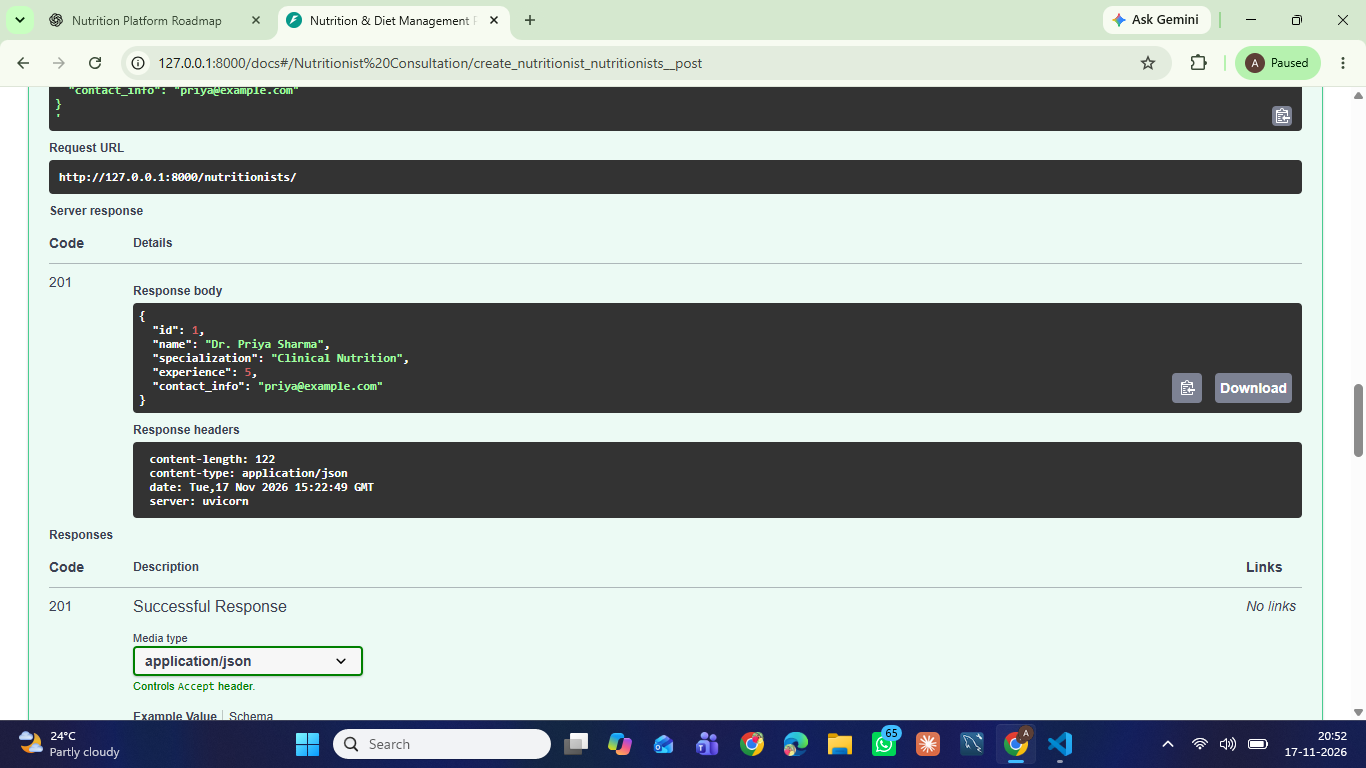 Nutrition Platform Roadmap
Nutrition & Diet Management P
Ask Gemini
127.0.0.1:8000/docs#/Nutritionist%20Consultation/create_nutritionist_nutritionists__post
A
Paused
"contact_info": "priya@example.com"
}
'
Request URL
http://127.0.0.1:8000/nutritionists/
Server response
Code Details
201
Response body
{
"id": 1,
"name": "Dr. Priya Sharma",
"specialization": "Clinical Nutrition",
"experience": 5,
"contact_info": "priya@example.com"
}
Download
Response headers
content-length: 122
content-type: application/json
date: Tue,17 Nov 2026 15:22:49 GMT
server: uvicorn
Responses
Code Description Links
201 Successful Response No links
Media type
application/json
Controls Accept header.
Example Value Schema
24°C
Partly cloudy
Search
65
A
20:52
17-11-2026